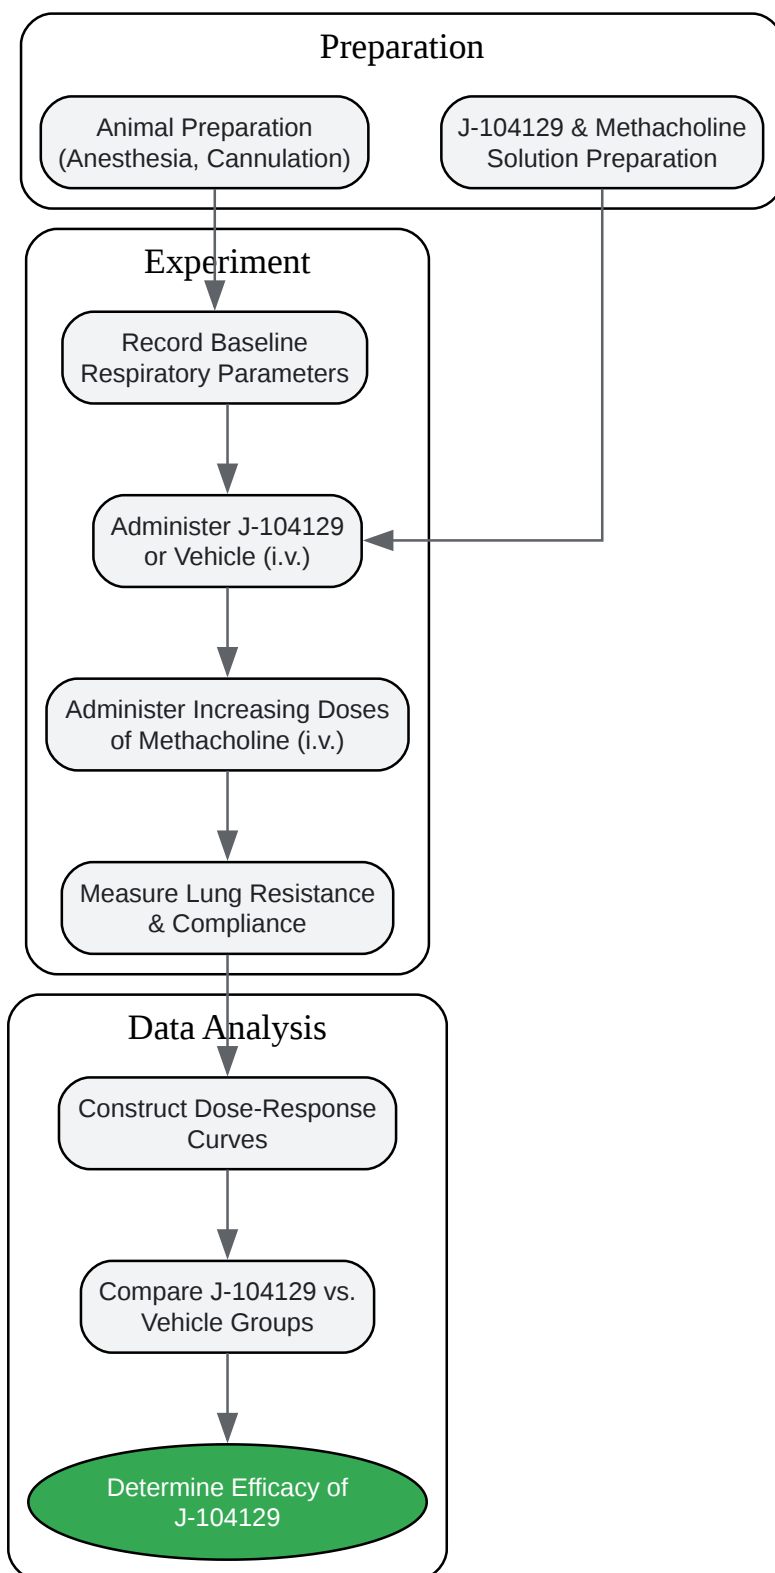 Preparation
Animal Preparation
(Anesthesia, Cannulation)
J-104129 & Methacholine
Solution Preparation
Experiment
Record Baseline
Respiratory Parameters
Administer J-104129
or Vehicle (i.v.)
Administer Increasing Doses
of Methacholine (i.v.)
Measure Lung Resistance
& Compliance
Data Analysis
Construct Dose-Response
Curves
Compare J-104129 vs.
Vehicle Groups
Determine Efficacy of
J-104129